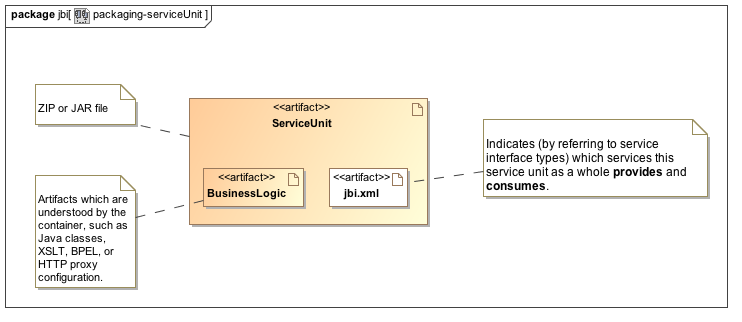 package jbi[ packaging-serviceUnit ]
ZIP or JAR file
<<artifact>>
ServiceUnit
<<artifact>>
BusinessLogic
<<artifact>>
jbi.xml
Indicates (by referring to service
interface types) which services this
service unit as a whole provides and
consumes.
Artifacts which are
understood by the
container, such as
Java classes,
XSLT, BPEL, or
HTTP proxy
configuration.